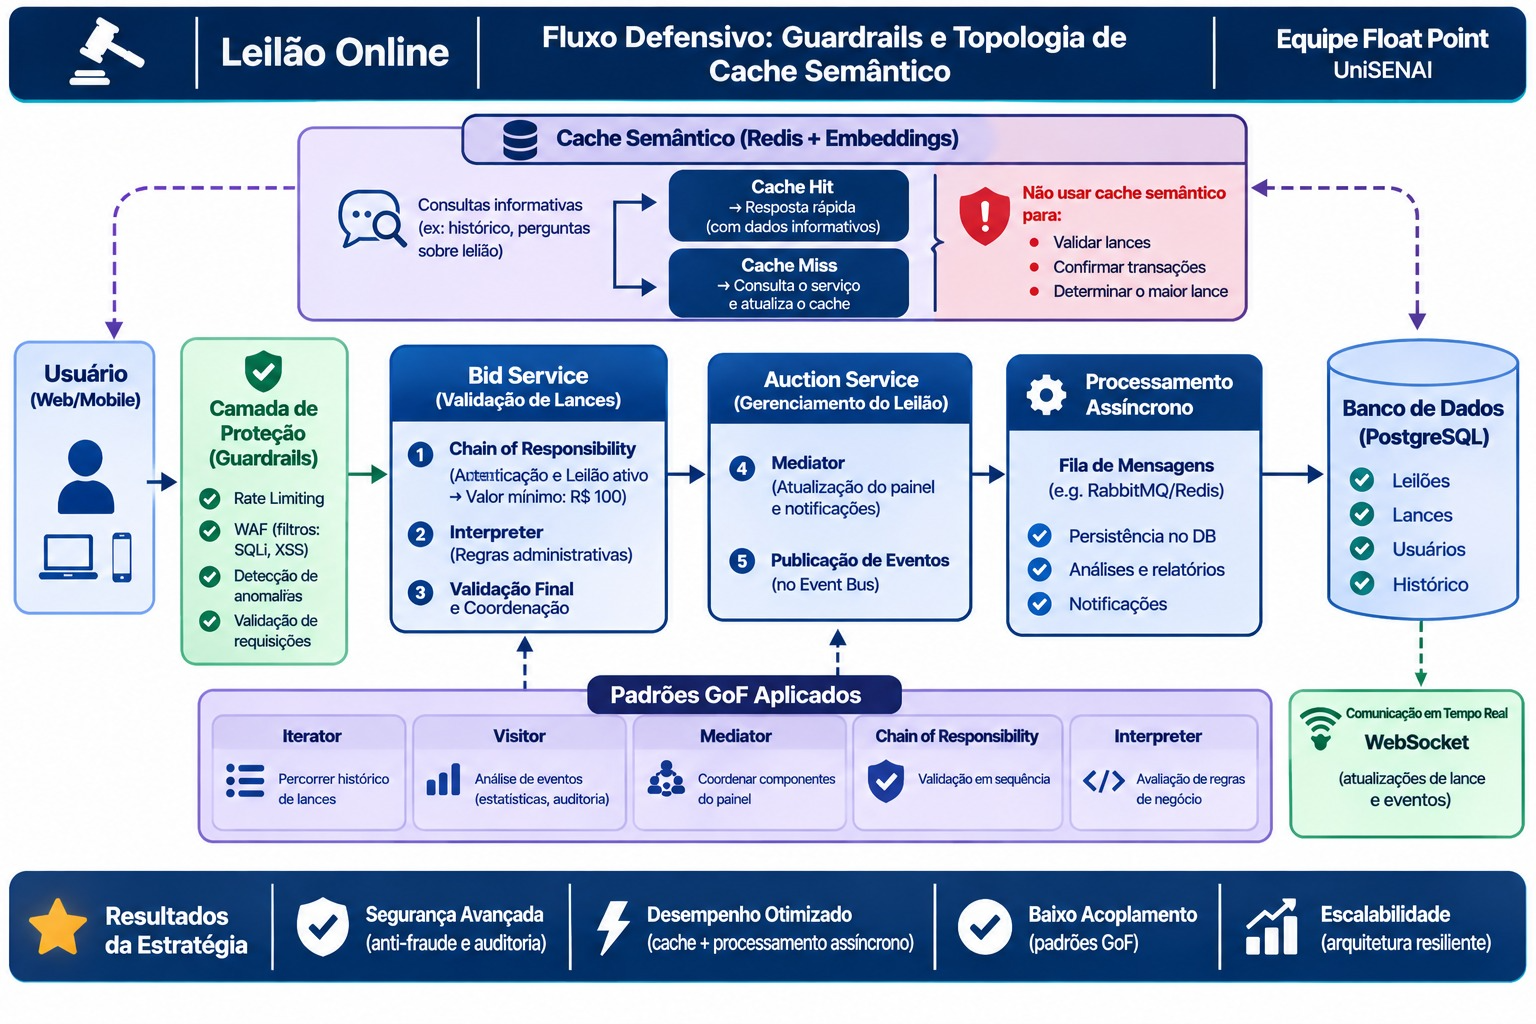 Leilão Online
Fluxo Defensivo: Guardrails e Topologia de
Cache Semântico
Equipe Float Point
UniSENAI
Cache Semântico (Redis + Embeddings)
Consultas informativas
(ex: histórico, perguntas
sobre lelião)
Cache Hit
→ Resposta rápida
(com dados informativos)
Cache Miss
→ Consulta o serviço
e atualiza o cache
Não usar cache semântico
para:
Validar lances
Confirmar transações
Determinar o maior lance
Usuário
(Web/Mobile)
Camada de
Proteção
(Guardrails)
Rate Limiting
WAF (filtros:
SQLi, XSS)
Detecção de
anomalias
Validação de
requisições
Bid Service
(Validação de Lances)
1 Chain of Responsibility
e Leilão ativo
→ Valor mínimo: R$ 100)
2 Interpreter
(Regras administrativas)
3 Validação Final
e Coordenação
Auction Service
(Gerenciamento do Leilão)
4 Mediator
(Atualização do painel
e notificações)
5 Publicação de Eventos
(no Event Bus)
Processamento
Assíncrono
Fila de Mensagens
(e.g. RabbitMQ/Redis)
Persistência no DB
Análises e relatórios
Notificações
Banco de Dados
(PostgreSQL)
Leilões
Lances
Usuários
Histórico
Padrões GoF Aplicados
Iterator
Percorrer histórico
de lances
Visitor
Análise de eventos
(estatísticas, auditoria)
Mediator
Coordenar componentes
do painel
Chain of Responsibility
Validação em sequência
Interpreter
</>
Avaliação de regras
de negócio
Comunicação em Tempo Real
WebSocket
(atualizações de lance
e eventos)
Resultados
da Estratégia
Segurança Avançada
(anti-fraude e auditoria)
Desempenho Otimizado
(cache + processamento assíncrono)
Baixo Acoplamento
(padrões GoF)
Escalabilidade
(arquitetura resiliente)